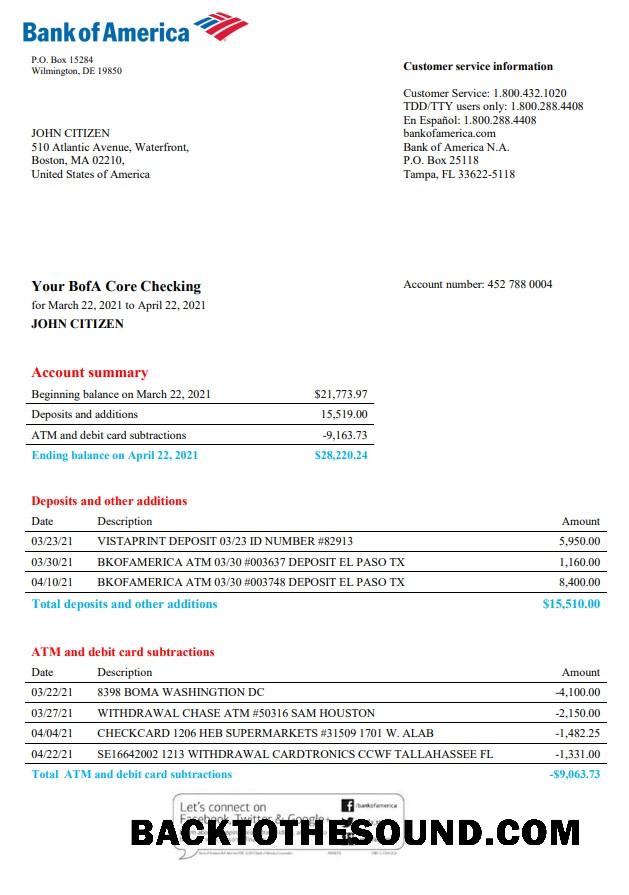 Bank of America
P.O. Box 15284
Wilmington, DE 19850
Customer service information
Customer Service: 1.800.432.1020
TDD/TTY users only: 1.800.288.4408
En Español: 1.800.288.4408
bankofamerica.com
Bank of America N.A.
P.O. Box 25118
Tampa, FL 33622-5118
JOHN CITIZEN
510 Atlantic Avenue, Waterfront,
Boston, MA 02210,
United States of America
Your BofA Core Checking
Account number: 452 788 0004
for March 22, 2021 to April 22, 2021
JOHN CITIZEN
Account summary
Beginning balance on March 22, 2021 $21,773.97
Deposits and additions 15,519.00
ATM and debit card subtractions -9,163.73
Ending balance on April 22, 2021 $28,220.24
Deposits and other additions
Date Description Amount
03/23/21 VISTAPRINT DEPOSIT 03/23 ID NUMBER #82913 5,950.00
03/30/21 BKOFAMERICA ATM 03/30 #003637 DEPOSIT EL PASO TX 1,160.00
04/10/21 BKOFAMERICA ATM 03/30 #003748 DEPOSIT EL PASO TX 8,400.00
Total deposits and other additions $15,510.00
ATM and debit card subtractions
Date Description Amount
03/22/21 8398 BOMA WASHINGTION DC -4,100.00
03/27/21 WITHDRAWAL CHASE ATM #50316 SAM HOUSTON -2,150.00
04/04/21 CHECKCARD 1206 HEB SUPERMARKETS #31509 1701 W. ALAB -1,482.25
04/22/21 SE16642002 1213 WITHDRAWAL CARDTRONICS CCWF TALLAHASSEE FL -1,331.00
Total ATM and debit card subtractions -$9,063.73
Let's connect on
Facebook, Twitter & Google+
/bankofamerica
BACKTOTHESOUND.COM